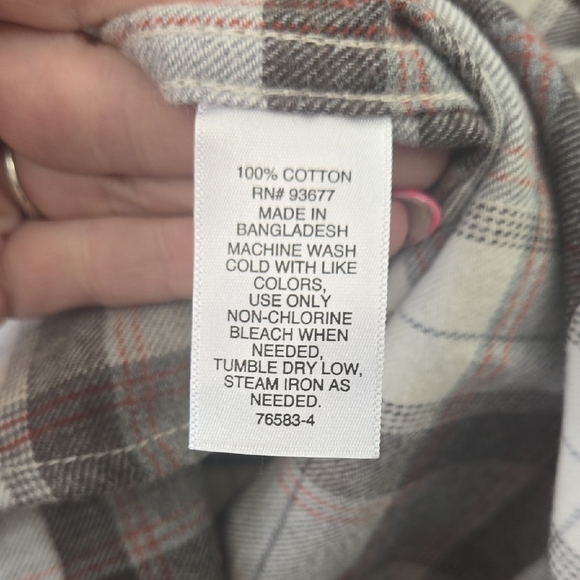 100% COTTON
RN# 93677
MADE IN
BANGLADESH
MACHINE WASH
COLD WITH LIKE
COLORS,
USE ONLY
NON-CHLORINE
BLEACH WHEN
NEEDED,
TUMBLE DRY LOW,
STEAM IRON AS
NEEDED.
76583-4